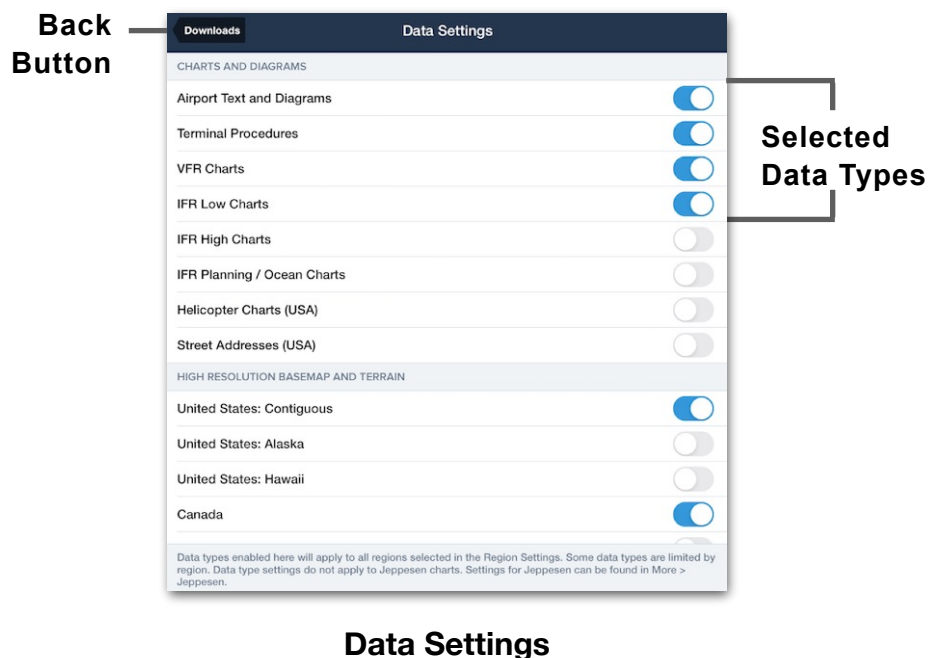 Back
Button
Downloads
Data Settings
CHARTS AND DIAGRAMS
Airport Text and Diagrams
Terminal Procedures
VFR Charts
IFR Low Charts
Selected
Data Types
IFR High Charts
IFR Planning / Ocean Charts
Helicopter Charts (USA)
Street Addresses (USA)
HIGH RESOLUTION BASEMAP AND TERRAIN
United States: Contiguous
United States: Alaska
United States: Hawaii
Canada
Data types enabled here will apply to all regions selected in the Region Settings. Some data types are limited by
region. Data type settings do not apply to Jeppesen charts. Settings for Jeppesen can be found in More >
Jeppesen.
Data Settings